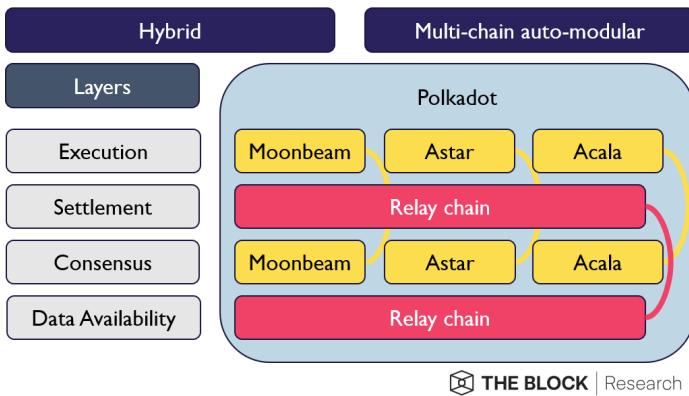 Hybrid
Multi-chain auto-modular
Layers
Polkadot
Execution
Moonbeam
Astar
Acala
Settlement
Relay chain
Consensus
Moonbeam
Astar
Acala
Data Availability
Relay chain
THE BLOCK | Research